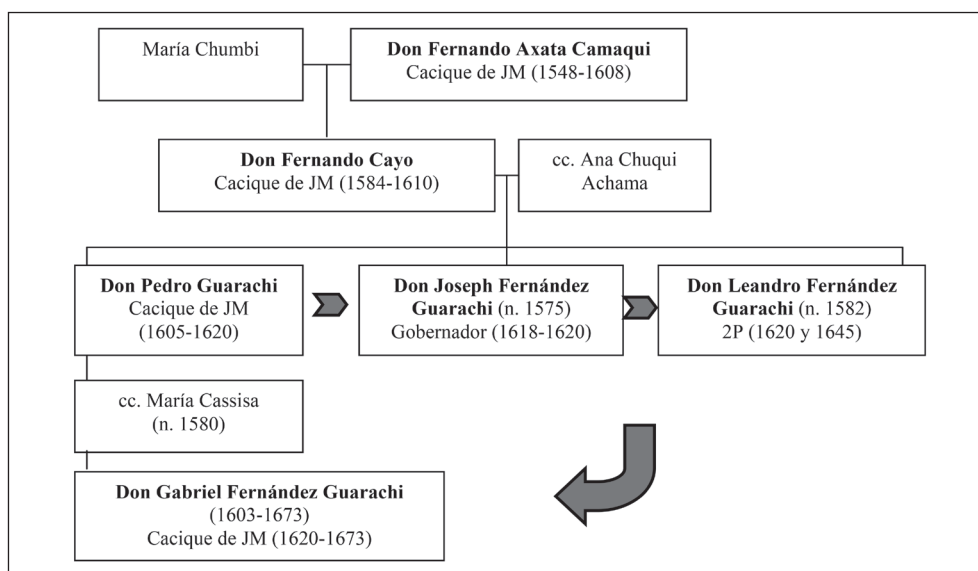 María Chumbi
Don Fernando Axata Camaqui
Cacique de JM (1548-1608)
Don Fernando Cayo
Cacique de JM (1584-1610)
cc. Ana Chuqui
Achama
Don Pedro Guarachi
Cacique de JM
(1605-1620)
Don Joseph Fernández
Guarachi (n. 1575)
Gobernador (1618-1620)
Don Leandro Fernández
Guarachi (n. 1582)
2P (1620 y 1645)
cc. María Cassisa
(n. 1580)
Don Gabriel Fernández Guarachi
(1603-1673)
Cacique de JM (1620-1673)